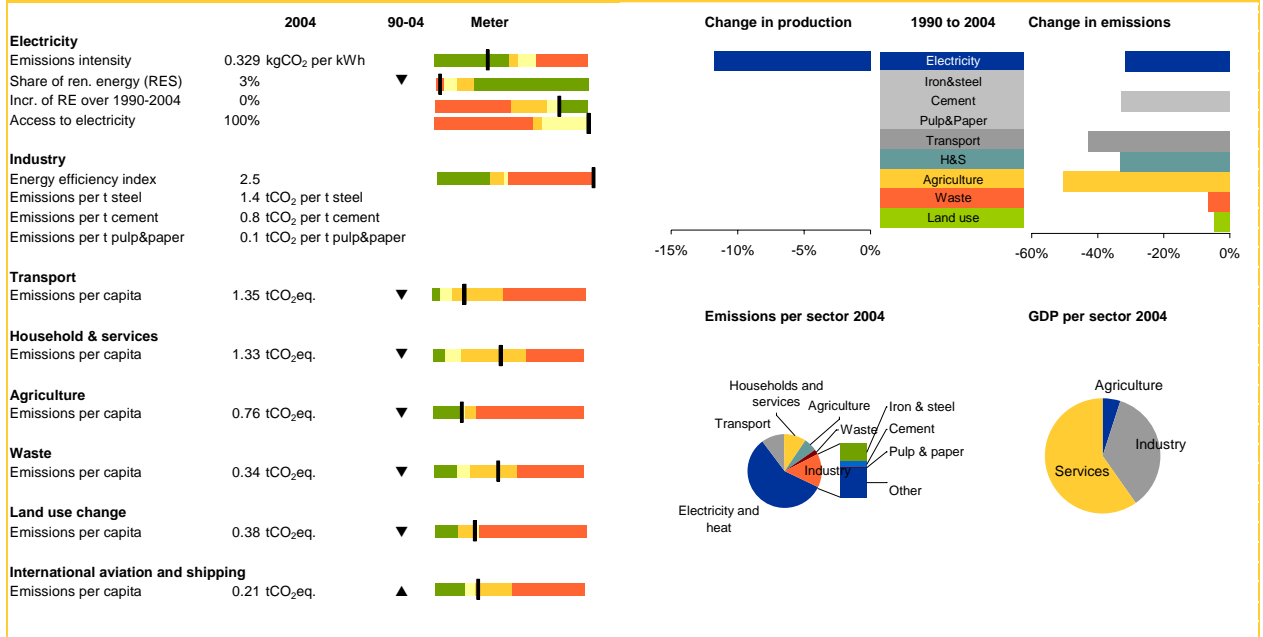 2004 90-04 Meter
Electricity
Emissions intensity 0.329 kgCO₂ per kWh
Share of ren. energy (RES) 3% ▼
Incr. of RE over 1990-2004 0%
Access to electricity 100%
Industry
Energy efficiency index 2.5
Emissions per t steel 1.4 tCO₂ per t steel
Emissions per t cement 0.8 tCO₂ per t cement
Emissions per t pulp&paper 0.1 tCO₂ per t pulp&paper
Transport
Emissions per capita 1.35 tCO₂eq. ▼
Household & services
Emissions per capita 1.33 tCO₂eq. ▼
Agriculture
Emissions per capita 0.76 tCO₂eq. ▼
Waste
Emissions per capita 0.34 tCO₂eq. ▼
Land use change
Emissions per capita 0.38 tCO₂eq. ▼
International aviation and shipping
Emissions per capita 0.21 tCO₂eq. ▲
Change in production 1990 to 2004 Change in emissions
Electricity
Iron&steel
Cement
Pulp&Paper
Transport
H&S
Agriculture
Waste
Land use
-15% -10% -5% 0%
-60% -40% -20% 0%
Emissions per sector 2004
Households and
services
Agriculture
Transport
Waste
Industry
Electricity and
heat
Iron & steel
Cement
Pulp & paper
Other
GDP per sector 2004
Agriculture
Industry
Services